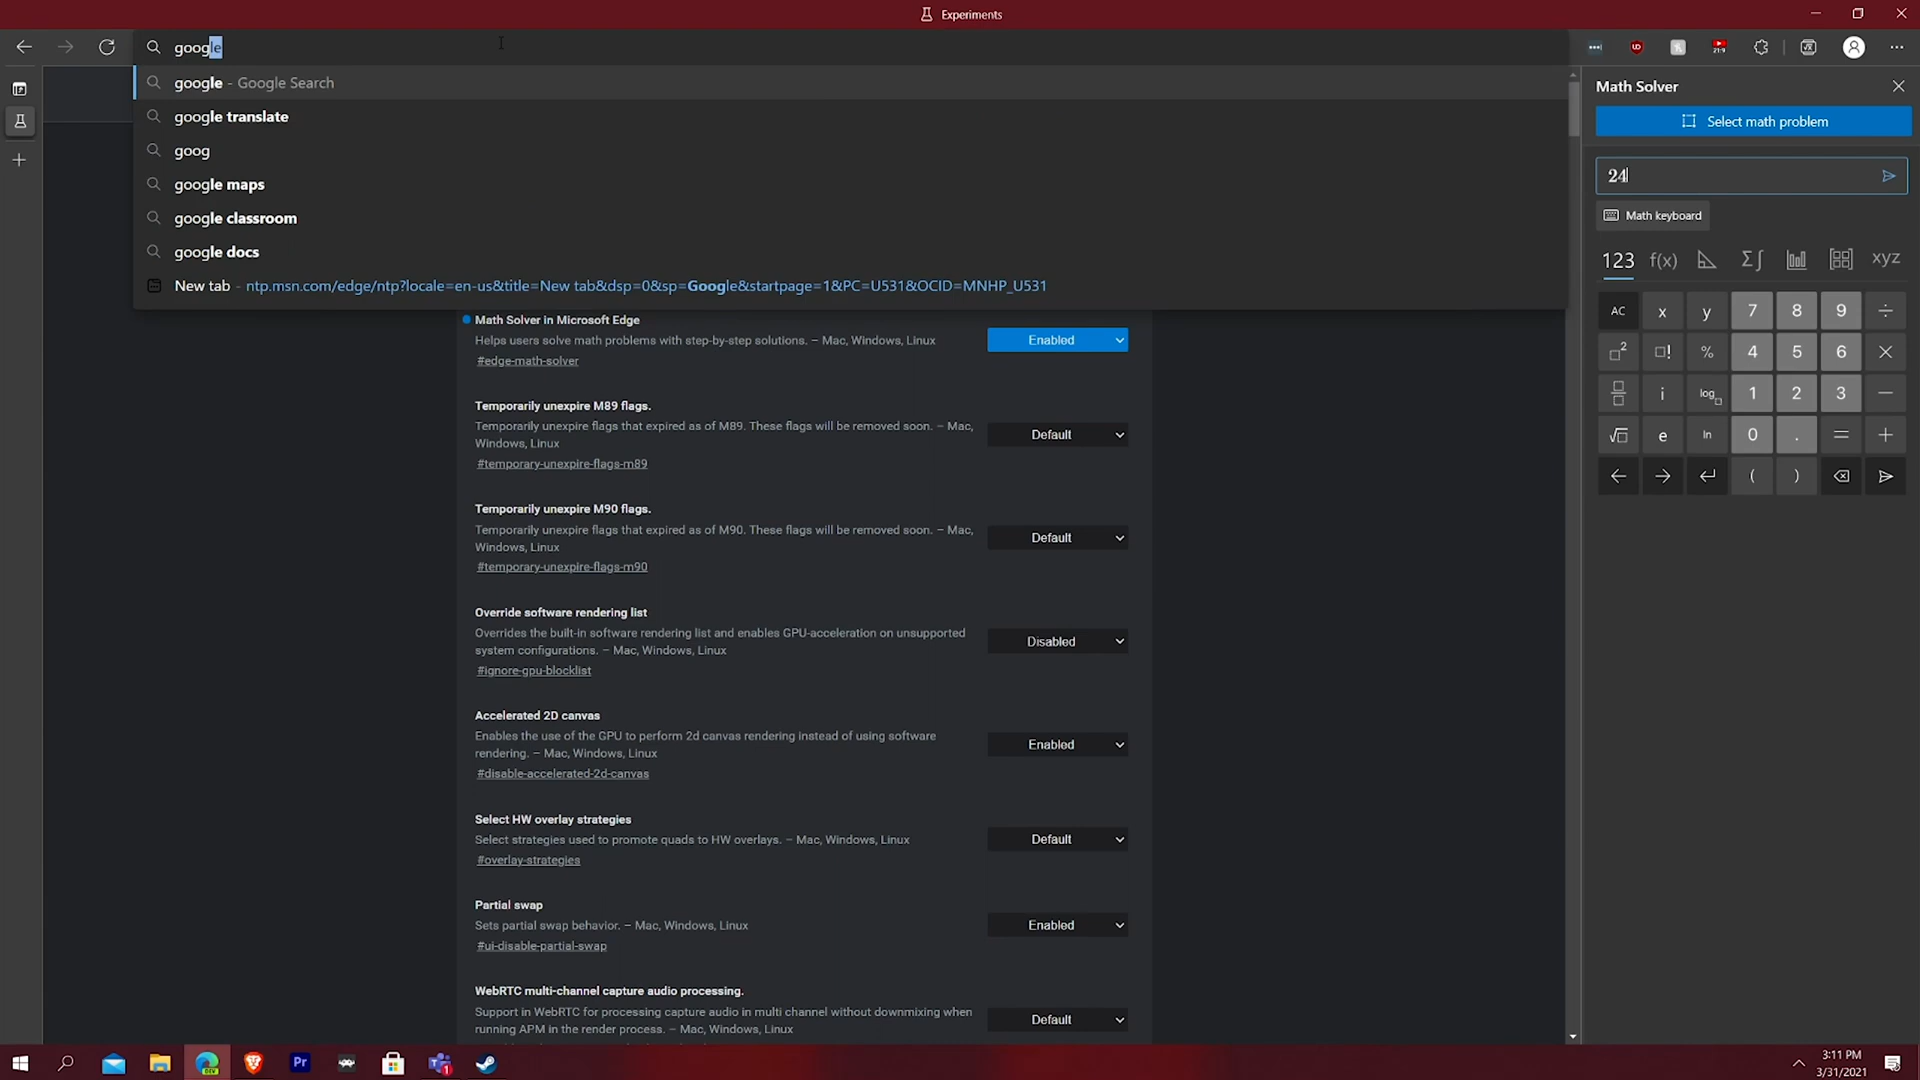 Experiments
google
google - Google Search
google translate
goog
google maps
google classroom
google docs
New tab - ntp.msn.com/edge/ntp?locale=en-us&title=New tab&dsp=0&sp=Google&startpage=1&PC=U531&OCID=MNHP_U531
Math Solver in Microsoft Edge
Helps users solve math problems with step-by-step solutions. – Mac, Windows, Linux
#edge-math-solver
Enabled
Temporarily unexpire M89 flags.
Temporarily unexpire flags that expired as of M89. These flags will be removed soon. – Mac,
Windows, Linux
#temporary-unexpire-flags-m89
Default
Temporarily unexpire M90 flags.
Temporarily unexpire flags that expired as of M90. These flags will be removed soon. – Mac,
Windows, Linux
#temporary-unexpire-flags-m90
Default
Override software rendering list
Overrides the built-in software rendering list and enables GPU-acceleration on unsupported
system configurations. – Mac, Windows, Linux
#ignore-gpu-blocklist
Disabled
Accelerated 2D canvas
Enables the use of the GPU to perform 2d canvas rendering instead of using software
rendering. – Mac, Windows, Linux
#disable-accelerated-2d-canvas
Enabled
Select HW overlay strategies
Select strategies used to promote quads to HW overlays. – Mac, Windows, Linux
#overlay-strategies
Default
Partial swap
Sets partial swap behavior. – Mac, Windows, Linux
#ui-disable-partial-swap
Enabled
WebRTC multi-channel capture audio processing.
Support in WebRTC for processing capture audio in multi channel without downmixing when
running APM in the render process. – Mac, Windows, Linux
Default
21:9
Math Solver
Select math problem
24
Math keyboard
123 f(x) Σ∫ xyz
AC x y 7 8 9 ÷
□² □! % 4 5 6 ×
i log□ 1 2 3 −
√□ e ln 0 . = +
← → ↵ ( )
DEV
Pr
1
3:11 PM
3/31/2021